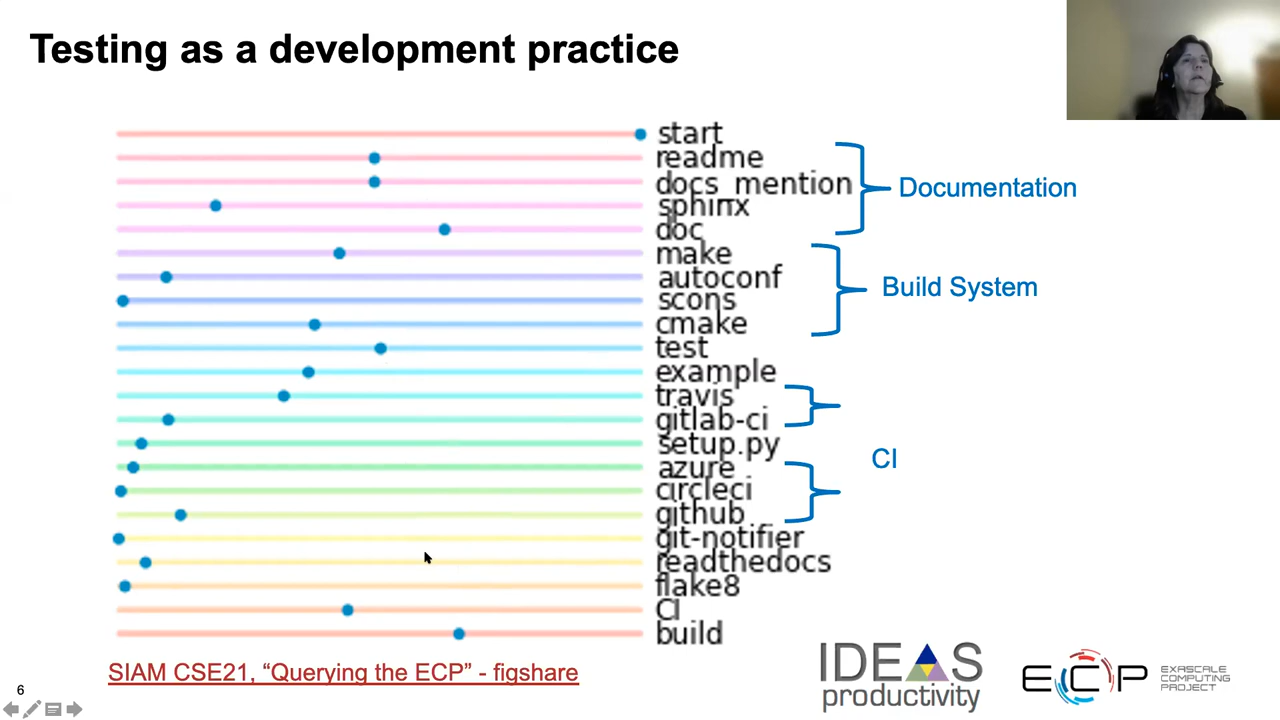 Testing as a development practice
start
readme
docs_mention
sphinx
doc
make
autoconf
scons
cmake
test
example
travis
gitlab-ci
setup.py
azure
circleci
github
git-notifier
readthedocs
flake8
CI
build
Documentation
Build System
CI
SIAM CSE21, “Querying the ECP” - figshare
6
IDEAS
productivity
ECP
EXASCALE
COMPUTING
PROJECT